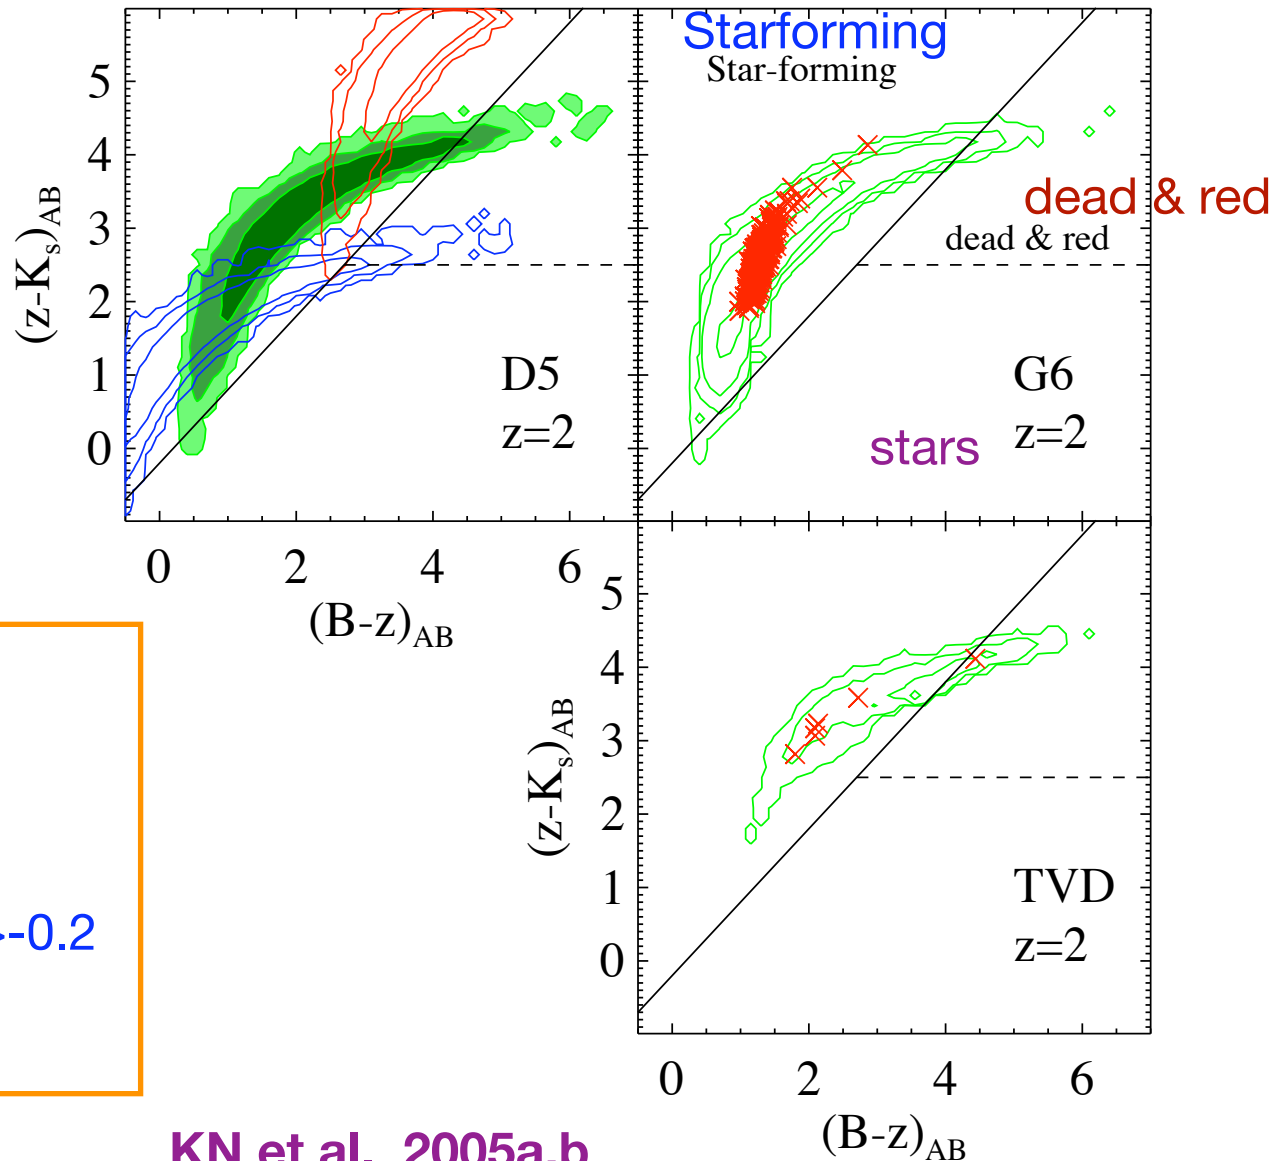 Starforming
Star-forming
5
4
3
2
1
0
(z-Ks)AB
dead & red
dead & red
D5
z=2
stars
G6
z=2
0 2 4 6
(B-z)AB
5
4
3
2
1
0
(z-Ks)AB
TVD
z=2
>-0.2
0 2 4 6
(B-z)AB
KN et al. 2005a,b